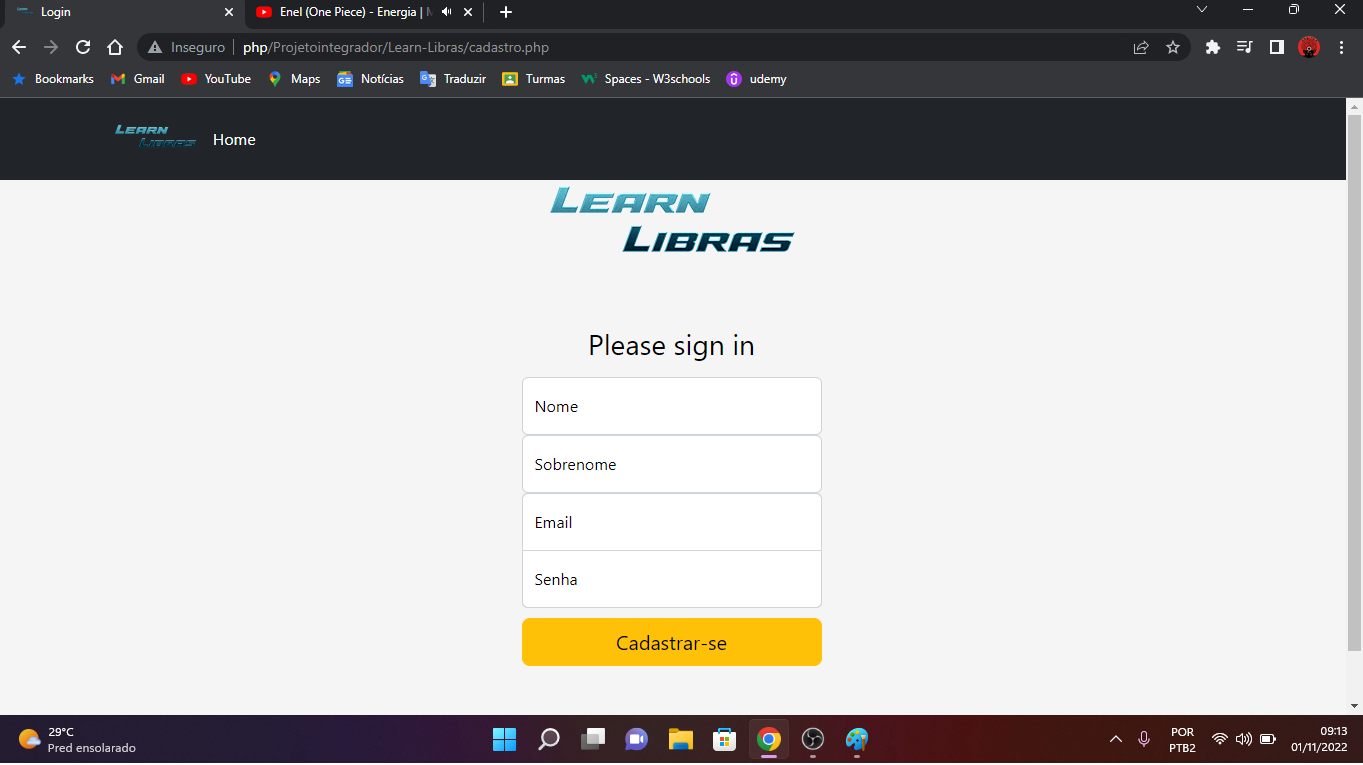 Login
Enel (One Piece) - Energia |
Inseguro
php/Projetointegrador/Learn-Libras/cadastro.php
Bookmarks
Gmail
YouTube
Maps
Notícias
Traduzir
Turmas
Spaces - W3schools
udemy
LEARN
LIBRAS
Home
LEARN
LIBRAS
Please sign in
Nome
Sobrenome
Email
Senha
Cadastrar-se
29°C
Pred ensolarado
POR
PTB2
09:13
01/11/2022